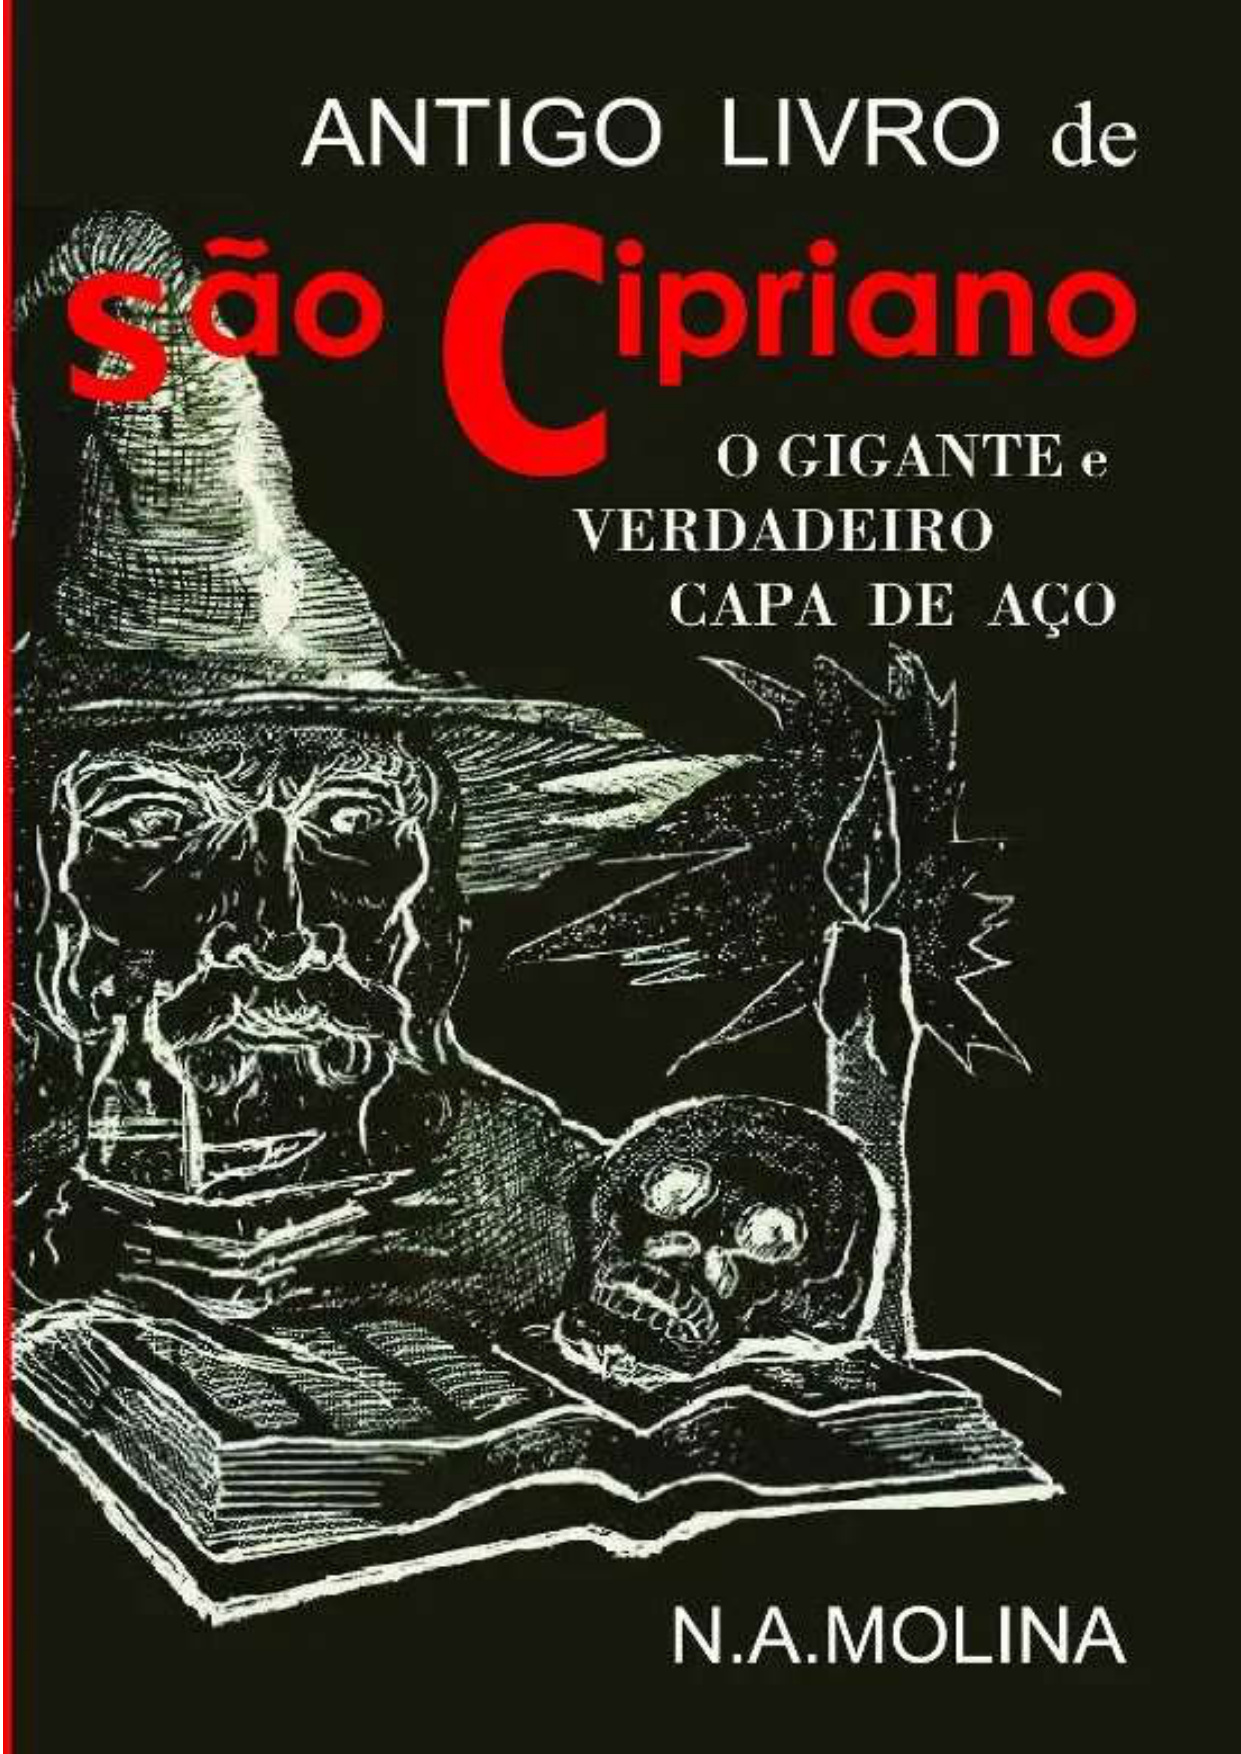 ANTIGO LIVRO de
são Cipriano
O GIGANTE e
VERDADEIRO
CAPA DE AÇO
N.A.MOLINA